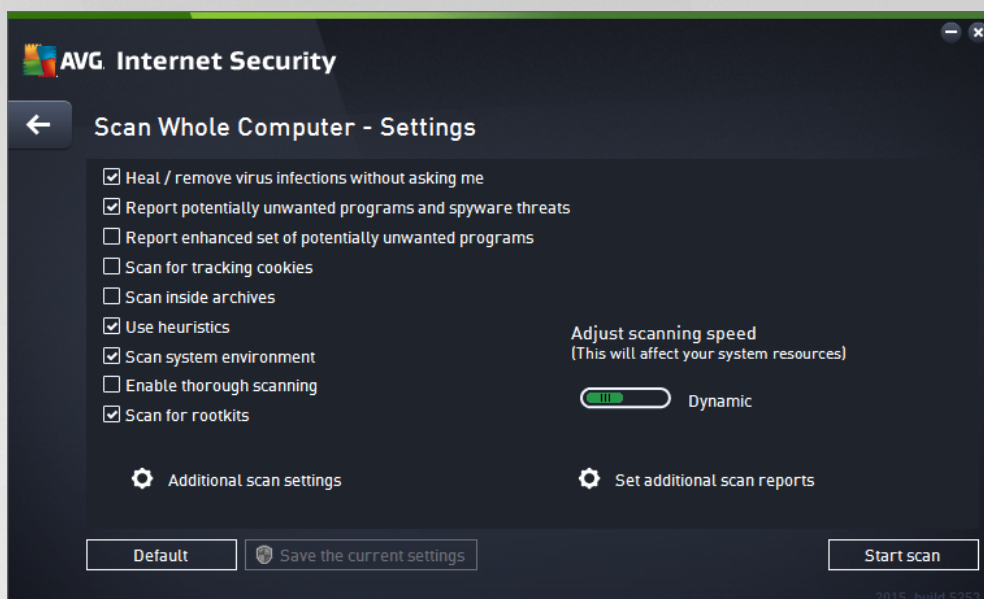 AVG. Internet Security
Scan Whole Computer - Settings
Heal / remove virus infections without asking me
Report potentially unwanted programs and spyware threats
Report enhanced set of potentially unwanted programs
Scan for tracking cookies
Scan inside archives
Use heuristics
Scan system environment
Enable thorough scanning
Scan for rootkits
Adjust scanning speed
(This will affect your system resources)
Dynamic
Additional scan settings
Set additional scan reports
Default
Save the current settings
Start scan
2015, build 5253